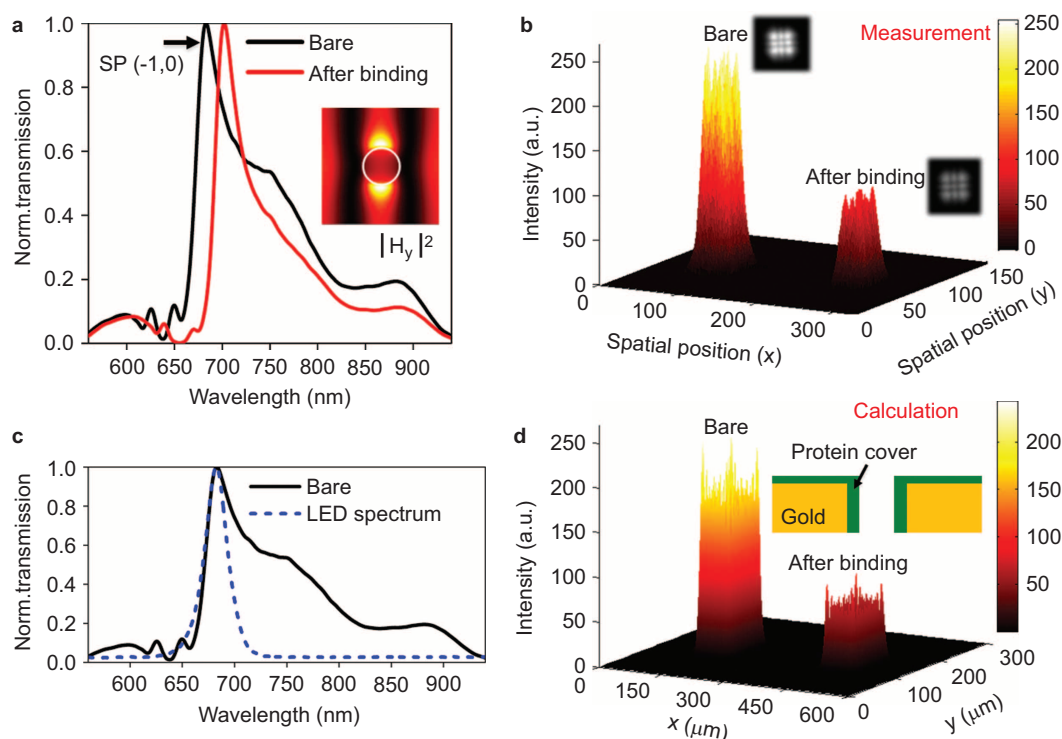 a
1.0
0.8
0.6
0.4
0.2
0.0
Norm.transmission
SP (-1,0)
Bare
After binding
|Hy|2
600 650 700 750 800 850 900
Wavelength (nm)
b
Measurement
Bare
After binding
250
200
150
100
50
0
Intensity (a.u.)
0 100 200 300
Spatial position (x)
0 50 100 150
Spatial position (y)
250
200
150
100
50
0
c
1.0
0.8
0.6
0.4
0.2
0.0
Norm.transmission
Bare
LED spectrum
600 650 700 750 800 850 900
Wavelength (nm)
d
Calculation
Bare
Protein cover
Gold
After binding
250
200
150
100
50
0
Intensity (a.u.)
0 150 300 450 600
x (μm)
0 100 200 300
y (μm)
200
150
100
50